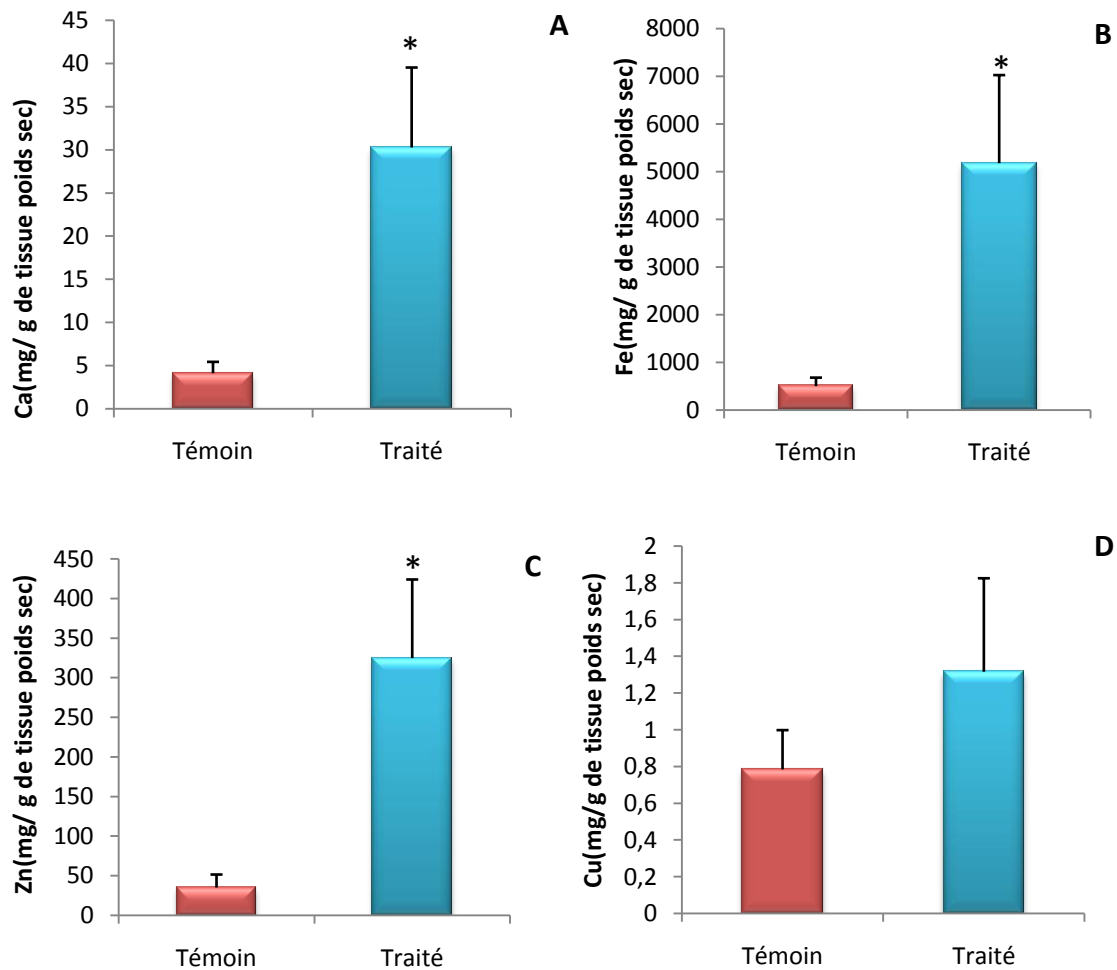 A
Ca(mg/ g de tissue poids sec)
45
40
35
30
25
20
15
10
5
0
*
Témoin
Traité
B
Fe(mg/ g de tissue poids sec)
8000
7000
6000
5000
4000
3000
2000
1000
0
*
Témoin
Traité
C
Zn(mg/ g de tissue poids sec)
450
400
350
300
250
200
150
100
50
0
*
Témoin
Traité
D
Cu(mg/g de tissue poids sec)
2
1,8
1,6
1,4
1,2
1
0,8
0,6
0,4
0,2
0
Témoin
Traité